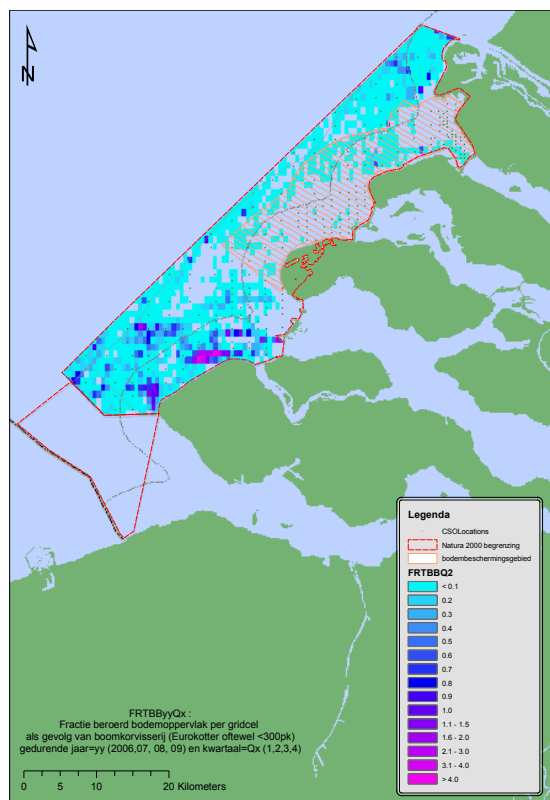 N
Legenda
CSOLocations
Natura 2000 begrenzing
bodembeschermingsgebied
FRTBBQ2
< 0.1
0.2
0.3
0.4
0.5
0.6
0.7
0.8
0.9
1.0
1.1 - 1.5
1.6 - 2.0
2.1 - 3.0
3.1 - 4.0
> 4.0
FRTBByyQx :
Fractie beroerd bodemoppervlak per gridcel
als gevolg van boomkorvisserij (Eurokotter oftewel <300pk)
gedurende jaar=yy (2006,07, 08, 09) en kwartaal=Qx (1,2,3,4)
0 5 10 20 Kilometers